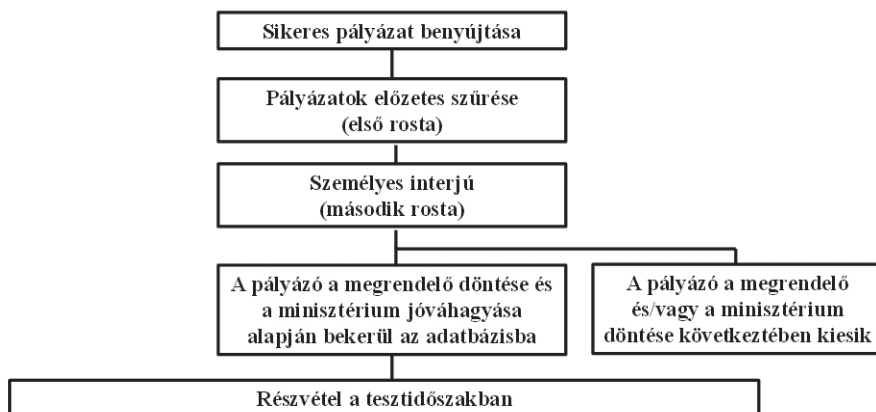 Sikeres pályázat benyújtása
Pályázatok előzetes szűrése
(első rosta)
Személyes interjú
(második rosta)
A pályázó a megrendelő döntése és
a minisztérium jóváhagyása
alapján bekerül az adatbázisba
A pályázó a megrendelő
és/vagy a minisztérium
döntése következtében kiesik
Részvétel a tesztidőszakban